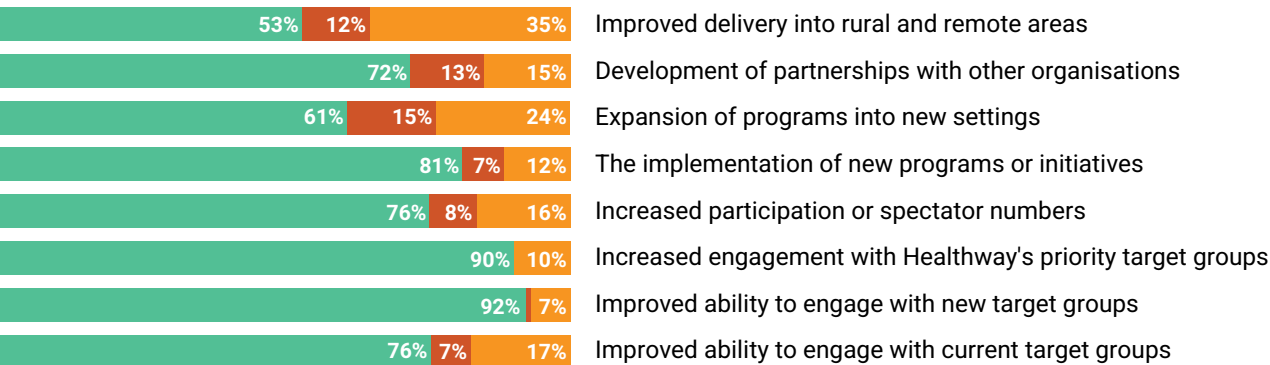 53% 12% 35% Improved delivery into rural and remote areas
72% 13% 15% Development of partnerships with other organisations
61% 15% 24% Expansion of programs into new settings
81% 7% 12% The implementation of new programs or initiatives
76% 8% 16% Increased participation or spectator numbers
90% 10% Increased engagement with Healthway's priority target groups
92% 7% Improved ability to engage with new target groups
76% 7% 17% Improved ability to engage with current target groups